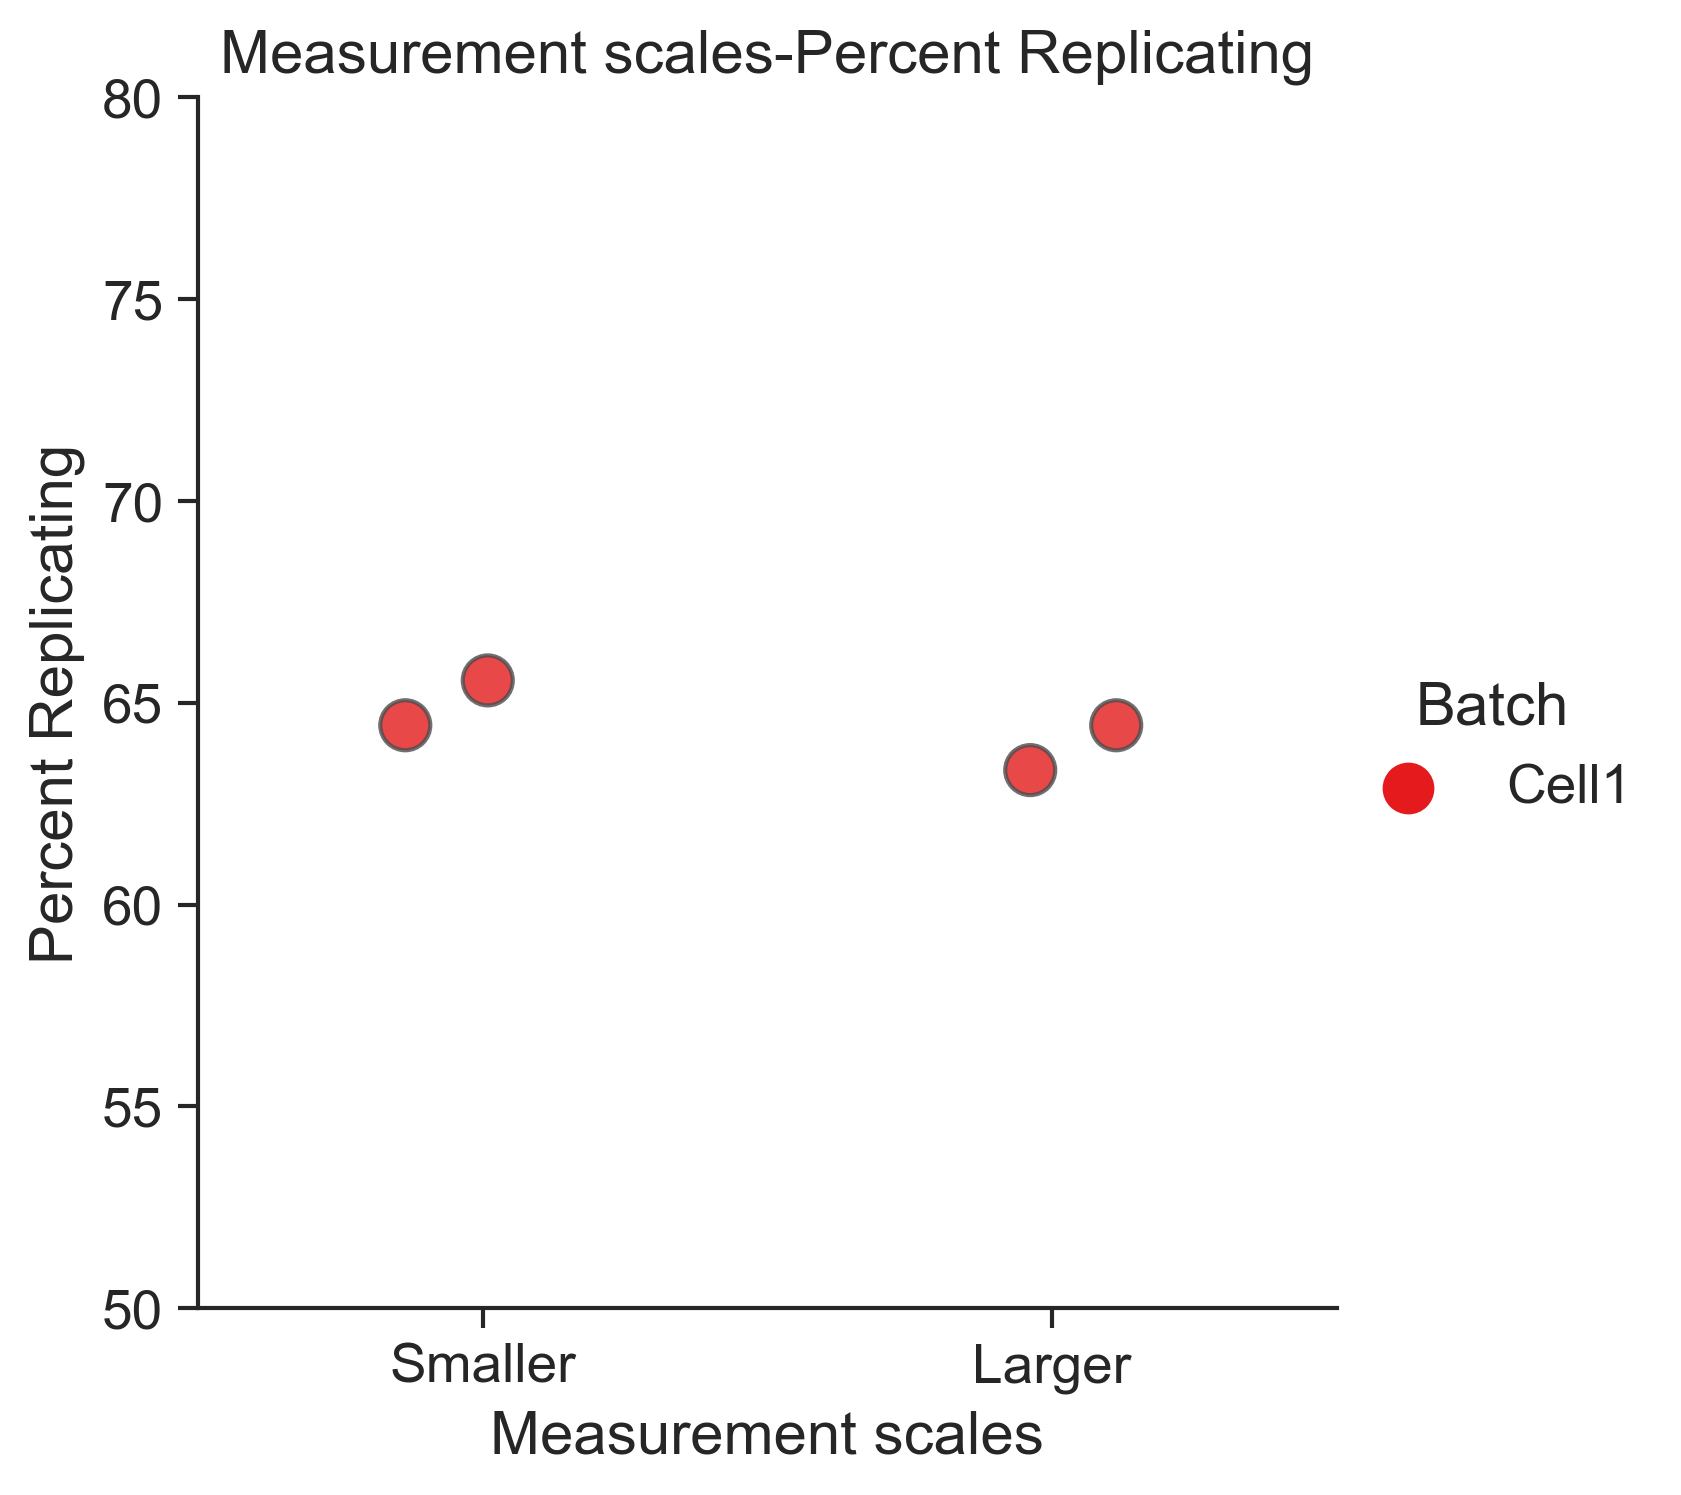 Measurement scales-Percent Replicating
80
75
70
65
60
55
50
Percent Replicating
Smaller
Larger
Measurement scales
Batch
Cell1